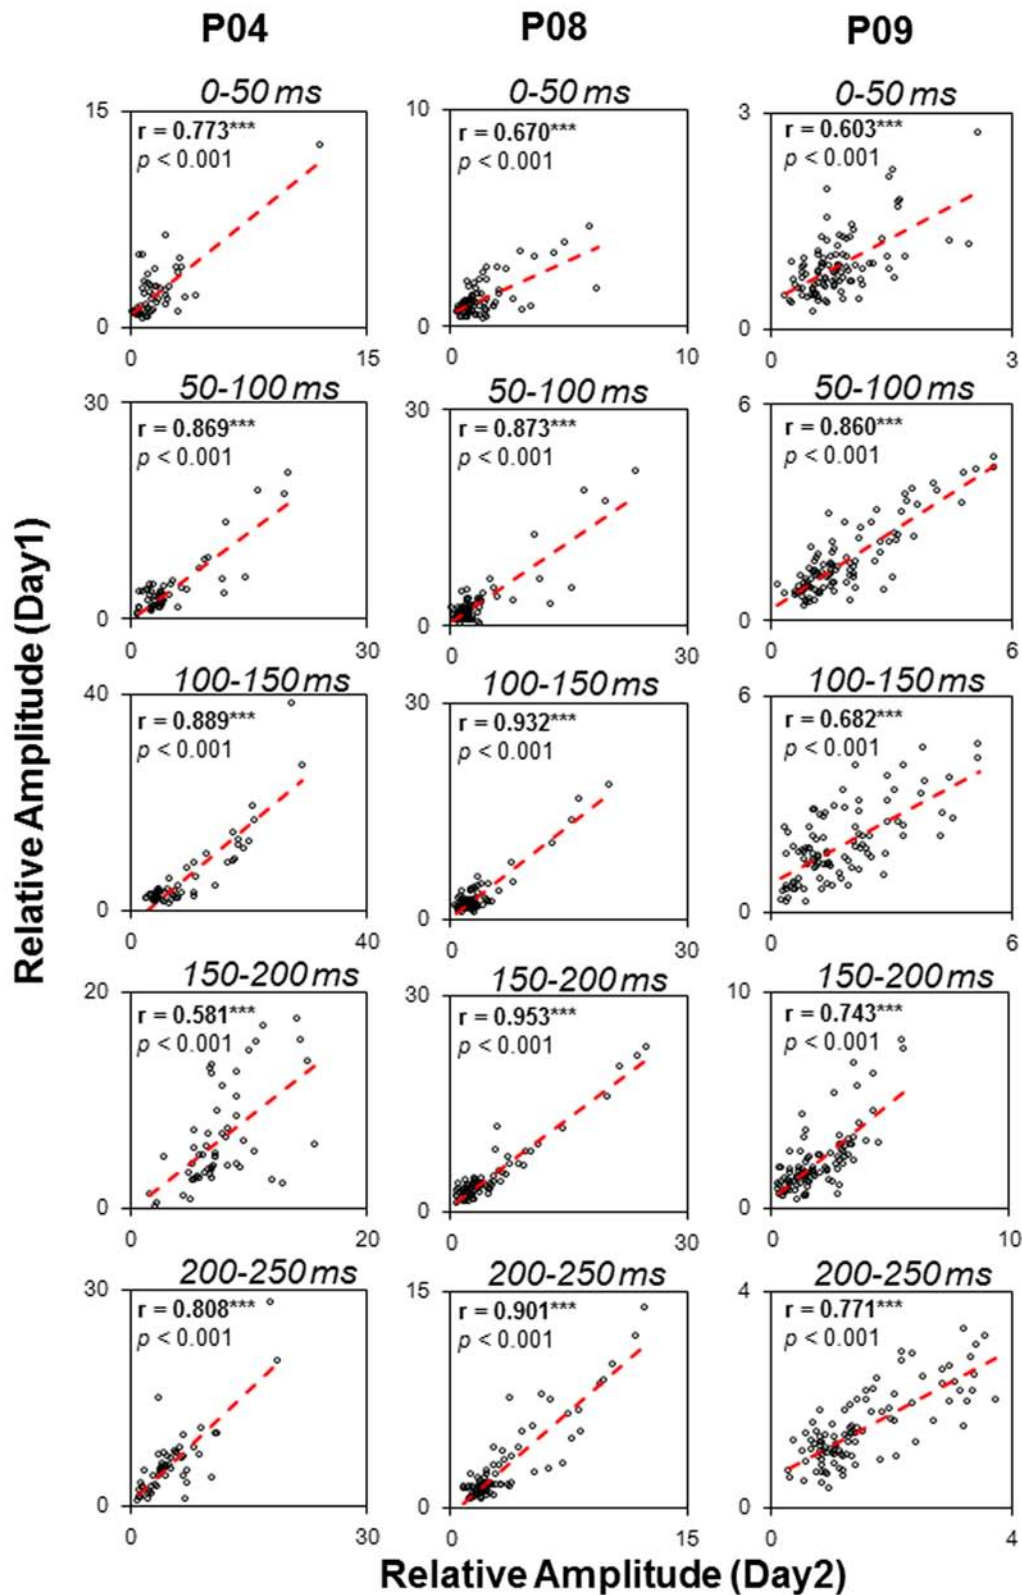 P04 P08 P09
0-50 ms 0-50 ms 0-50 ms
15 10 3
r = 0.773*** r = 0.670*** r = 0.603***
p < 0.001 p < 0.001 p < 0.001
0 0 0
0 15 0 10 0 3
50-100 ms 50-100 ms 50-100 ms
30 30 6
r = 0.869*** r = 0.873*** r = 0.860***
p < 0.001 p < 0.001 p < 0.001
0 0 0
0 30 0 30 0 6
Relative Amplitude (Day1)
100-150 ms 100-150 ms 100-150 ms
40 30 6
r = 0.889*** r = 0.932*** r = 0.682***
p < 0.001 p < 0.001 p < 0.001
0 0 0
0 40 0 30 0 6
150-200 ms 150-200 ms 150-200 ms
20 30 10
r = 0.581*** r = 0.953*** r = 0.743***
p < 0.001 p < 0.001 p < 0.001
0 0 0
0 20 0 30 0 10
200-250 ms 200-250 ms 200-250 ms
30 15 4
r = 0.808*** r = 0.901*** r = 0.771***
p < 0.001 p < 0.001 p < 0.001
0 0 0
0 30 0 15 0 4
Relative Amplitude (Day2)